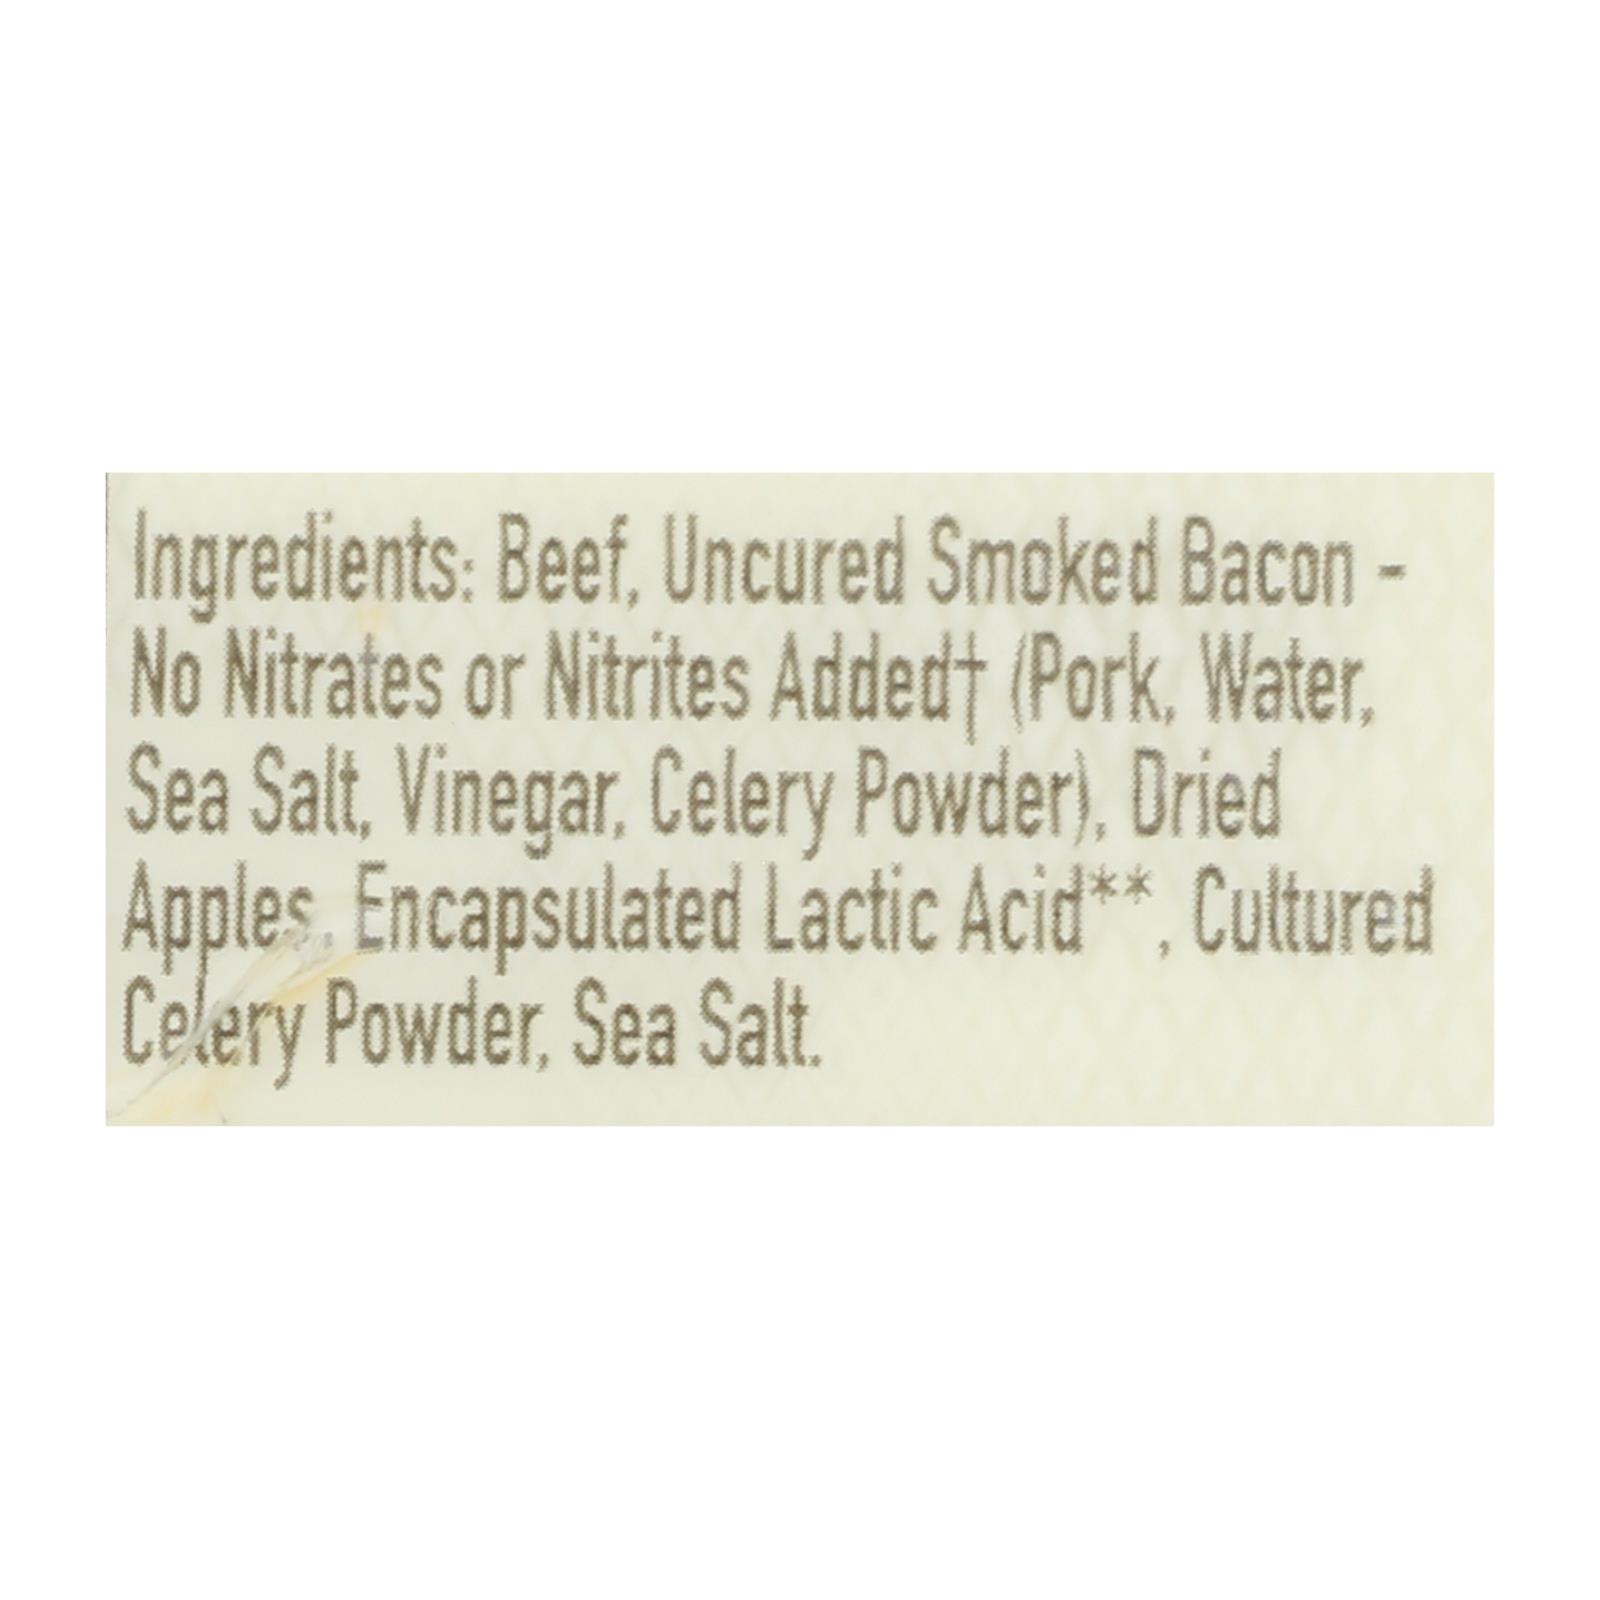 Ingredients: Beef, Uncured Smoked Bacon -
No Nitrates or Nitrites Added† (Pork, Water,
Sea Salt, Vinegar, Celery Powder), Dried
Apples, Encapsulated Lactic Acid**, Cultured
Celery Powder, Sea Salt.